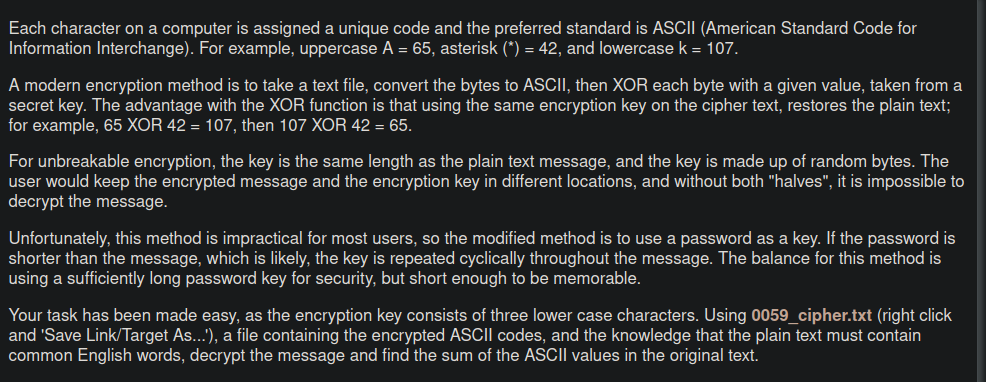 Each character on a computer is assigned a unique code and the preferred standard is ASCII (American Standard Code for
Information Interchange). For example, uppercase A = 65, asterisk (*) = 42, and lowercase k = 107.
A modern encryption method is to take a text file, convert the bytes to ASCII, then XOR each byte with a given value, taken from a
secret key. The advantage with the XOR function is that using the same encryption key on the cipher text, restores the plain text;
for example, 65 XOR 42 = 107, then 107 XOR 42 = 65.
For unbreakable encryption, the key is the same length as the plain text message, and the key is made up of random bytes. The
user would keep the encrypted message and the encryption key in different locations, and without both "halves", it is impossible to
decrypt the message.
Unfortunately, this method is impractical for most users, so the modified method is to use a password as a key. If the password is
shorter than the message, which is likely, the key is repeated cyclically throughout the message. The balance for this method is
using a sufficiently long password key for security, but short enough to be memorable.
Your task has been made easy, as the encryption key consists of three lower case characters. Using 0059_cipher.txt (right click
and 'Save Link/Target As...'), a file containing the encrypted ASCII codes, and the knowledge that the plain text must contain
common English words, decrypt the message and find the sum of the ASCII values in the original text.